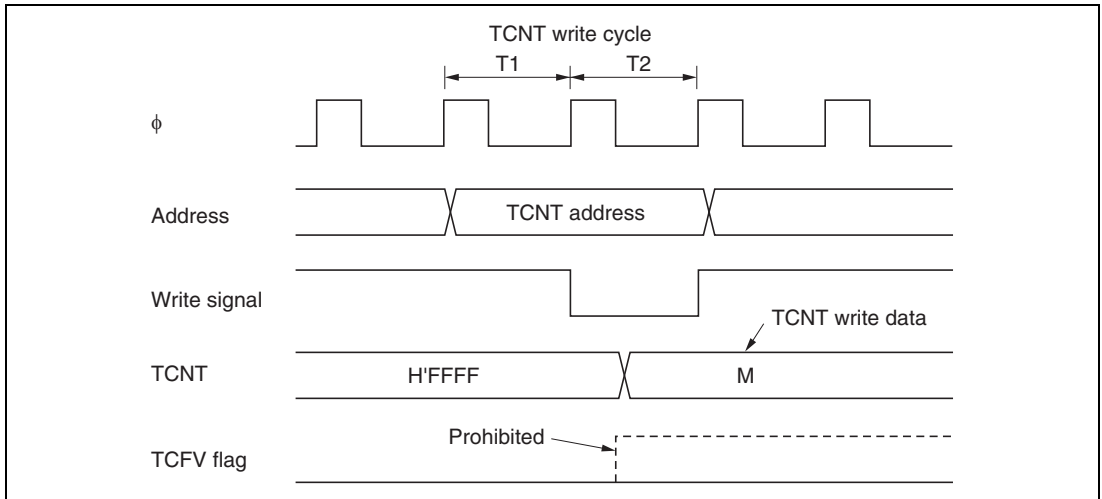 TCNT write cycle
T1 T2
ϕ
Address TCNT address
Write signal
TCNT write data
TCNT H'FFFF M
Prohibited
TCFV flag